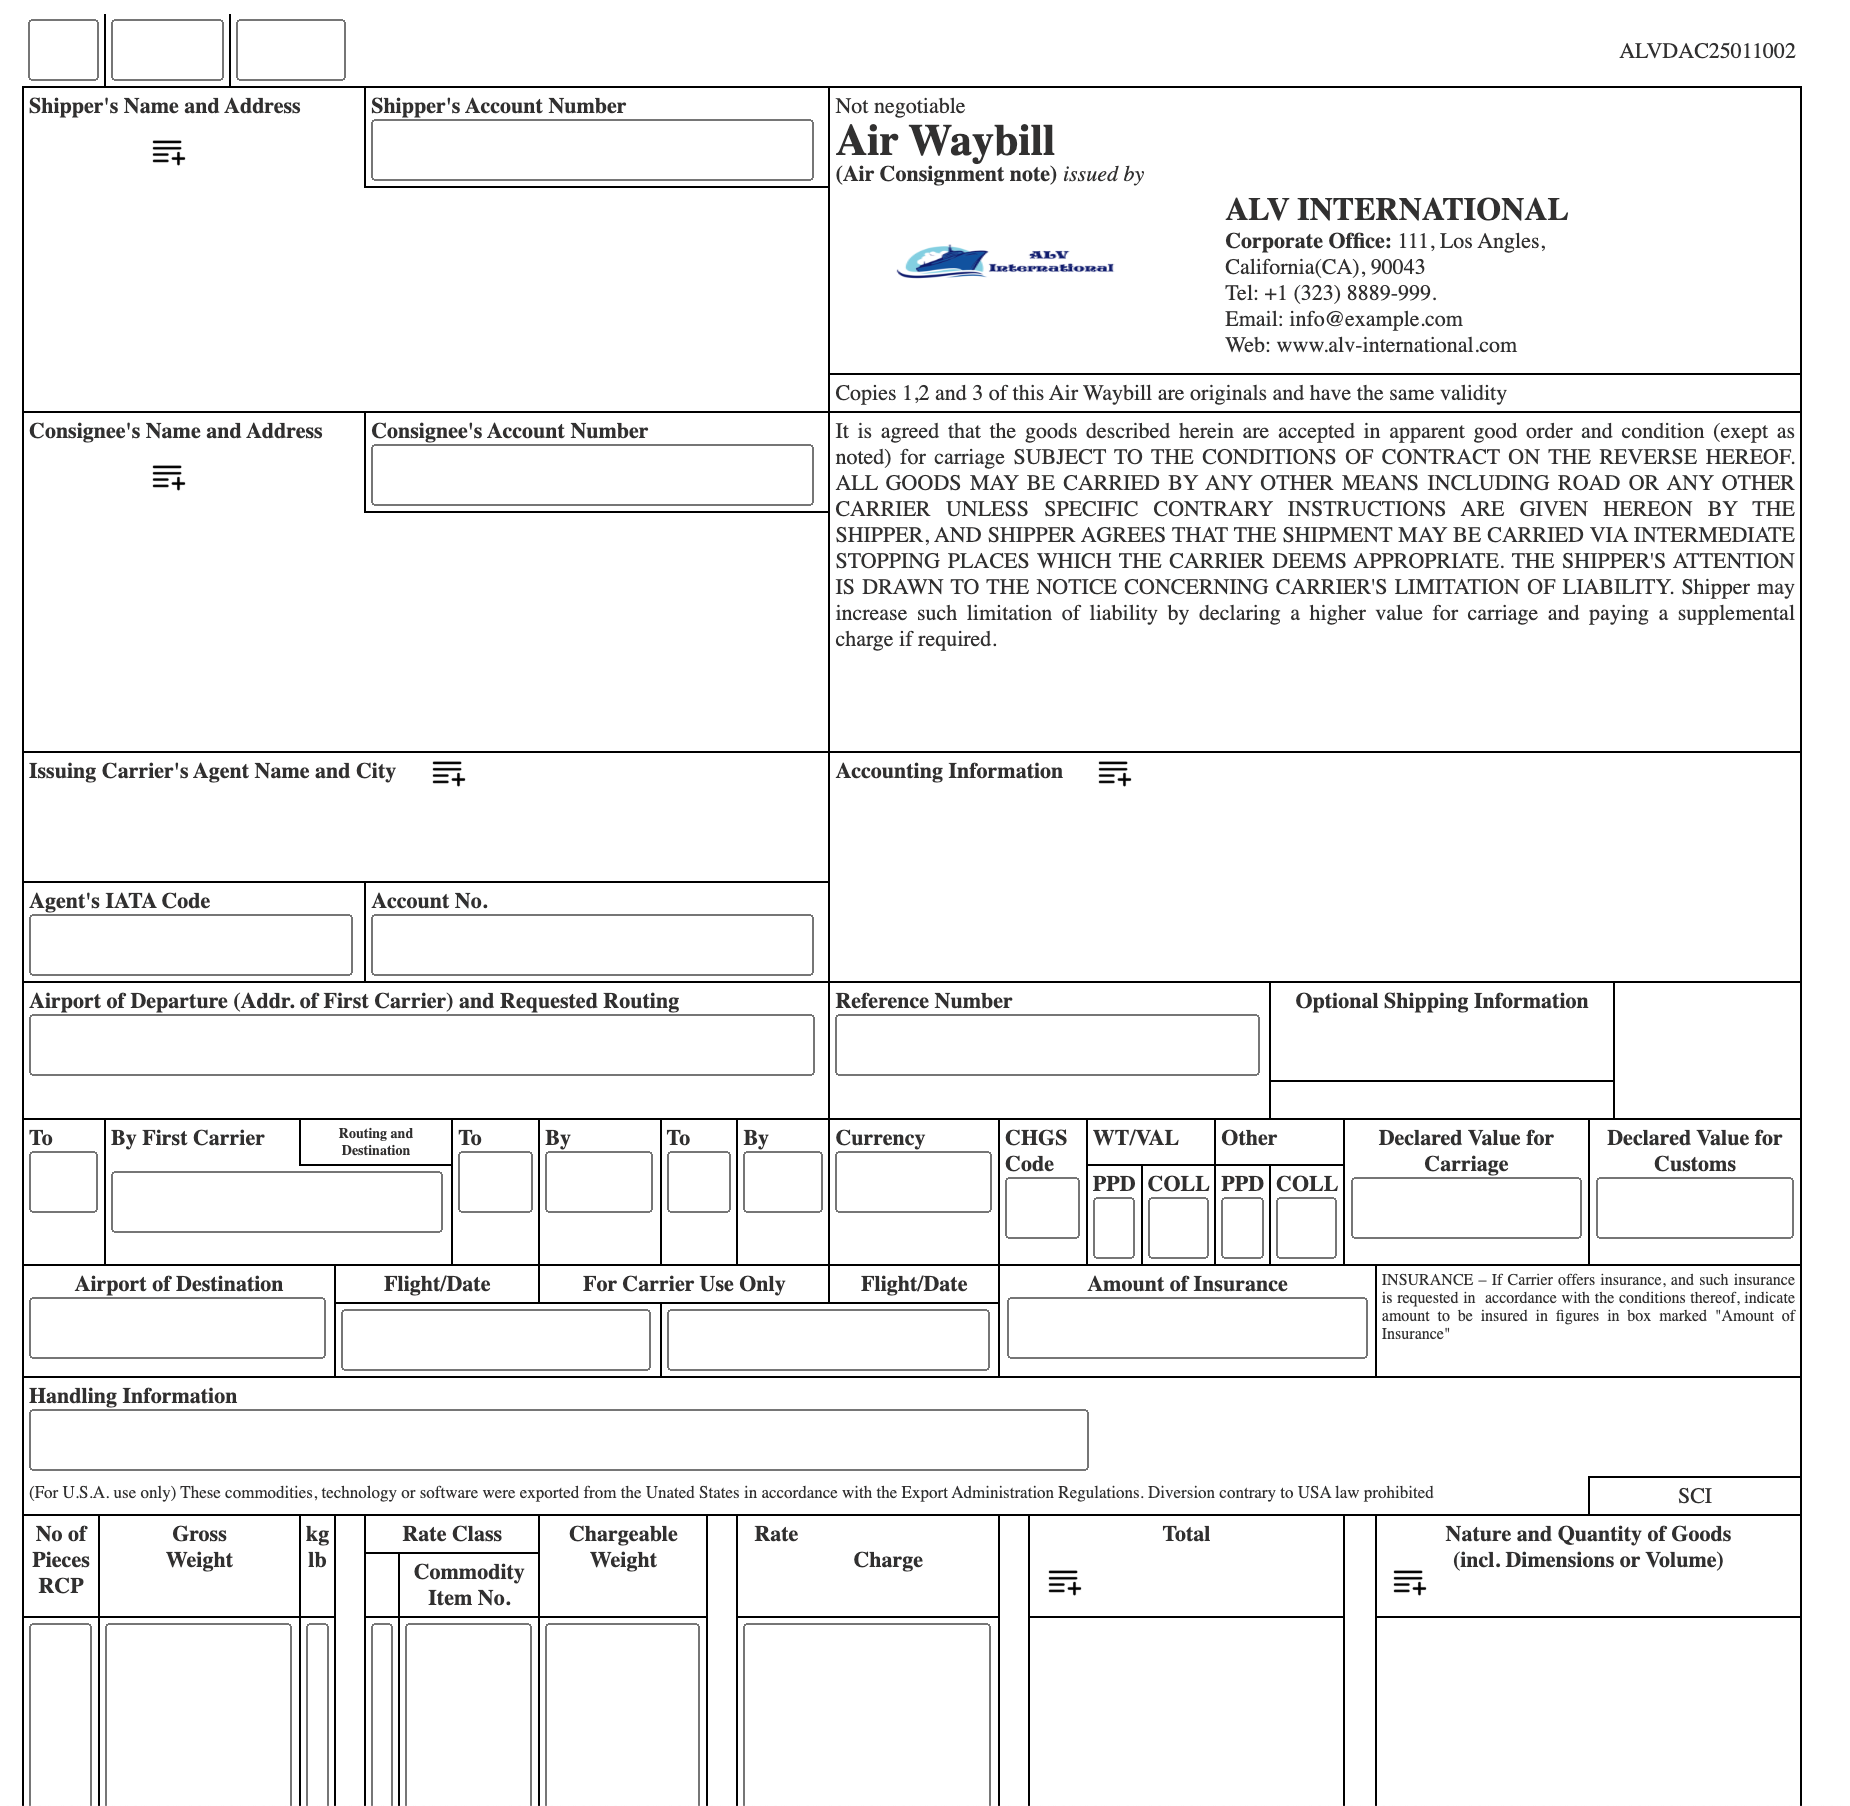 ALVDAC25011002
Shipper's Name and Address
Shipper's Account Number
Not negotiable
Air Waybill
(Air Consignment note) issued by
ALV
International
ALV INTERNATIONAL
Corporate Office: 111, Los Angles,
California(CA), 90043
Tel: +1 (323) 8889-999.
Email: info@example.com
Web: www.alv-international.com
Copies 1,2 and 3 of this Air Waybill are originals and have the same validity
Consignee's Name and Address
Consignee's Account Number
It is agreed that the goods described herein are accepted in apparent good order and condition (exept as
noted) for carriage SUBJECT TO THE CONDITIONS OF CONTRACT ON THE REVERSE HEREOF.
ALL GOODS MAY BE CARRIED BY ANY OTHER MEANS INCLUDING ROAD OR ANY OTHER
CARRIER UNLESS SPECIFIC CONTRARY INSTRUCTIONS ARE GIVEN HEREON BY THE
SHIPPER, AND SHIPPER AGREES THAT THE SHIPMENT MAY BE CARRIED VIA INTERMEDIATE
STOPPING PLACES WHICH THE CARRIER DEEMS APPROPRIATE. THE SHIPPER'S ATTENTION
IS DRAWN TO THE NOTICE CONCERNING CARRIER'S LIMITATION OF LIABILITY. Shipper may
increase such limitation of liability by declaring a higher value for carriage and paying a supplemental
charge if required.
Issuing Carrier's Agent Name and City
Accounting Information
Agent's IATA Code
Account No.
Airport of Departure (Addr. of First Carrier) and Requested Routing
Reference Number
Optional Shipping Information
To
By First Carrier
Routing and
Destination
To
By
To
By
Currency
CHGS
Code
WT/VAL
PPD
COLL
Other
PPD
COLL
Declared Value for
Carriage
Declared Value for
Customs
Airport of Destination
Flight/Date
For Carrier Use Only
Flight/Date
Amount of Insurance
INSURANCE – If Carrier offers insurance, and such insurance
is requested in accordance with the conditions thereof, indicate
amount to be insured in figures in box marked "Amount of
Insurance"
Handling Information
(For U.S.A. use only) These commodities, technology or software were exported from the Unated States in accordance with the Export Administration Regulations. Diversion contrary to USA law prohibited
SCI
No of
Pieces
RCP
Gross
Weight
kg
lb
Rate Class
Commodity
Item No.
Chargeable
Weight
Rate
Charge
Total
Nature and Quantity of Goods
(incl. Dimensions or Volume)